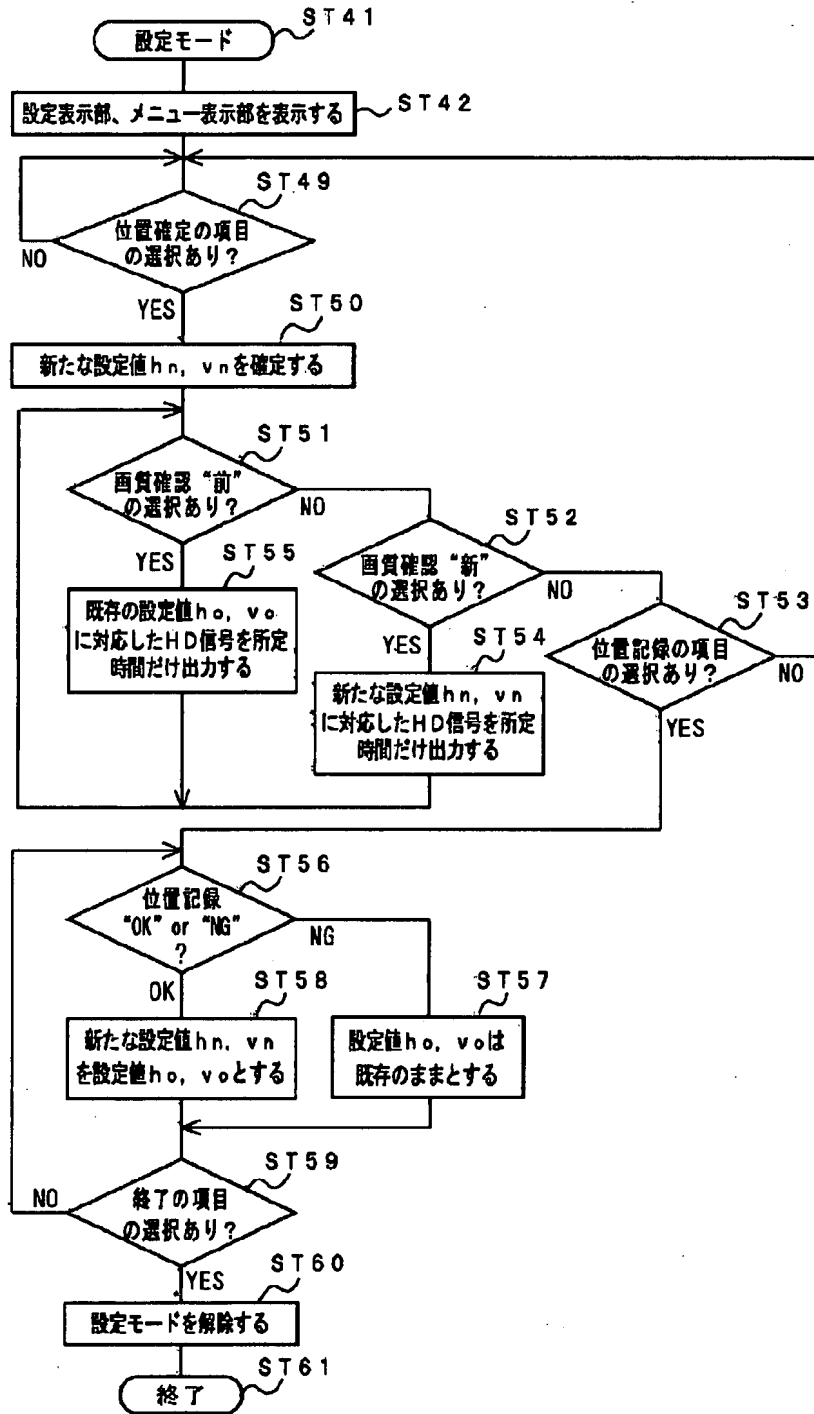 ST41
設定モード
ST42
設定表示部、メニュー表示部を表示する
ST49
位置確定の項目
の選択あり？
NO
YES
ST50
新たな設定値hn, vnを確定する
ST51
画質確認“前”
の選択あり？
NO
YES
ST52
画質確認“新”
の選択あり？
NO
YES
ST53
位置記録の項目
の選択あり？
NO
YES
ST55
既存の設定値ho, vo
に対応したHD信号を所定
時間だけ出力する
ST54
新たな設定値hn, vn
に対応したHD信号を所定
時間だけ出力する
ST56
位置記録
“OK” or “NG”
?
NG
OK
ST58
新たな設定値hn, vn
を設定値ho, voとする
ST57
設定値ho, voは
既存のままとする
ST59
終了の項目
の選択あり？
NO
YES
ST60
設定モードを解除する
ST61
終了